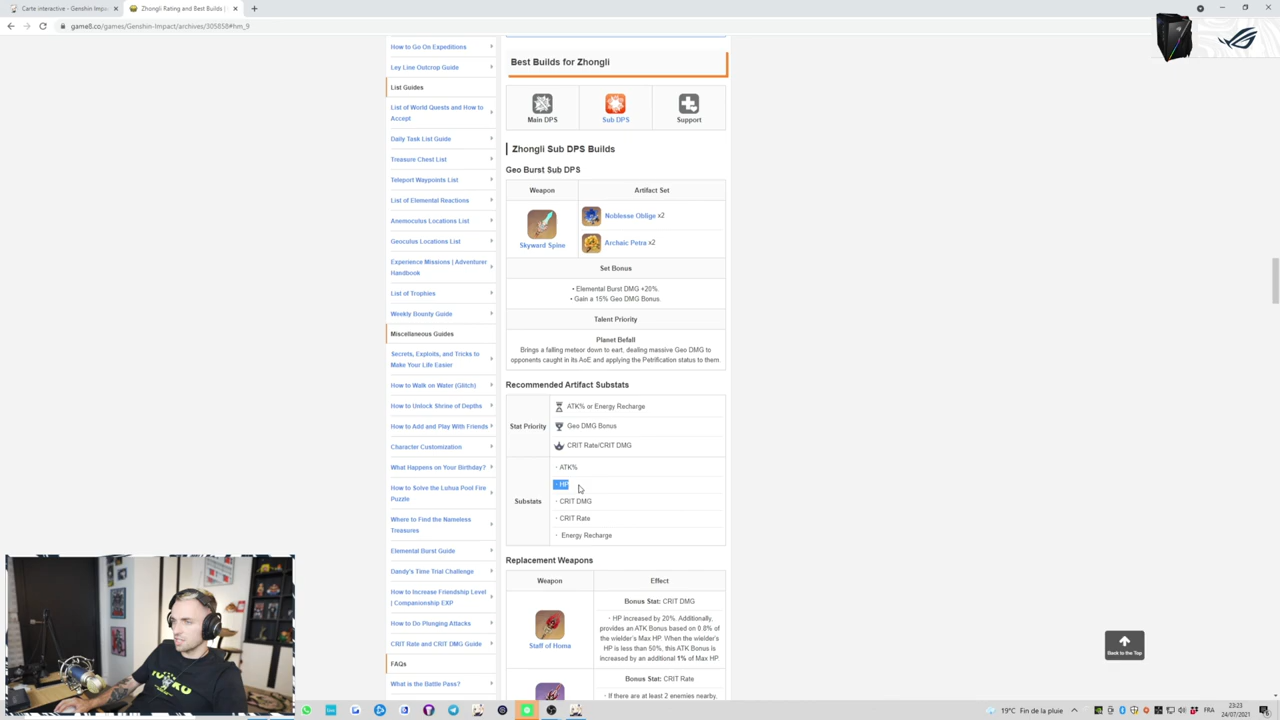 Carte interactive - Genshin Impact
Zhongli Rating and Best Builds |
game8.co/games/Genshin-Impact/archives/305858#hm_9
How to Go On Expeditions
Ley Line Outcrop Guide
List Guides
List of World Quests and How to
Accept
Daily Task List Guide
Treasure Chest List
Teleport Waypoints List
List of Elemental Reactions
Anemoculus Locations List
Geoculus Locations List
Experience Missions | Adventurer
Handbook
List of Trophies
Weekly Bounty Guide
Miscellaneous Guides
Secrets, Exploits, and Tricks to
Make Your Life Easier
How to Walk on Water (Glitch)
How to Unlock Shrine of Depths
How to Add and Play With Friends
Character Customization
What Happens on Your Birthday?
How to Solve the Luhua Pool Fire
Puzzle
Where to Find the Nameless
Treasures
Elemental Burst Guide
Dandy's Time Trial Challenge
How to Increase Friendship Level
| Companionship EXP
How to Do Plunging Attacks
CRIT Rate and CRIT DMG Guide
FAQs
What is the Battle Pass?
Best Builds for Zhongli
Main DPS
Sub DPS
Support
Zhongli Sub DPS Builds
Geo Burst Sub DPS
Weapon
Artifact Set
Skyward Spine
Noblesse Oblige x2
Archaic Petra x2
Set Bonus
• Elemental Burst DMG +20%.
• Gain a 15% Geo DMG Bonus.
Talent Priority
Planet Befall
Brings a falling meteor down to eart, dealing massive Geo DMG to
opponents caught in its AoE and applying the Petrification status to them.
Recommended Artifact Substats
Stat Priority
ATK% or Energy Recharge
Geo DMG Bonus
CRIT Rate/CRIT DMG
Substats
· ATK%
· HP
· CRIT DMG
· CRIT Rate
· Energy Recharge
Replacement Weapons
Weapon
Effect
Staff of Homa
Bonus Stat: CRIT DMG
· HP increased by 20%. Additionally,
provides an ATK Bonus based on 0.8% of
the wielder's Max HP. When the wielder's
HP is less than 50%, this ATK Bonus is
increased by an additional 1% of Max HP.
Bonus Stat: CRIT Rate
· If there are at least 2 enemies nearby,
Back to the Top
19°C Fin de la pluie
FRA
23:23
24/07/2021